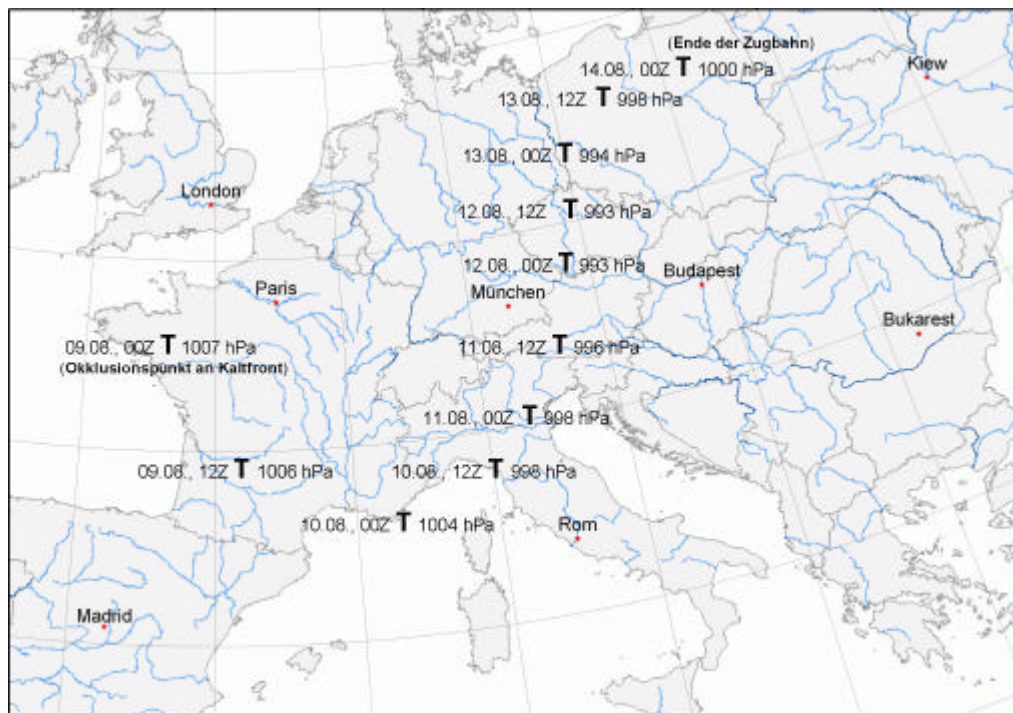 (Ende der Zugbahn)
14.08., 00Z T 1000 hPa
Kiew
13.08., 12Z T 998 hPa
13.08., 00Z T 994 hPa
London
12.08., 12Z T 993 hPa
12.08., 00Z T 993 hPa
Budapest
Paris
München
Bukarest
09.08., 00Z T 1007 hPa
(Okklusionspunkt an Kaltfront)
11.08., 12Z T 996 hPa
11.08., 00Z T 998 hPa
09.08., 12Z T 1006 hPa
10.08., 12Z T 998 hPa
10.08., 00Z T 1004 hPa
Rom
Madrid